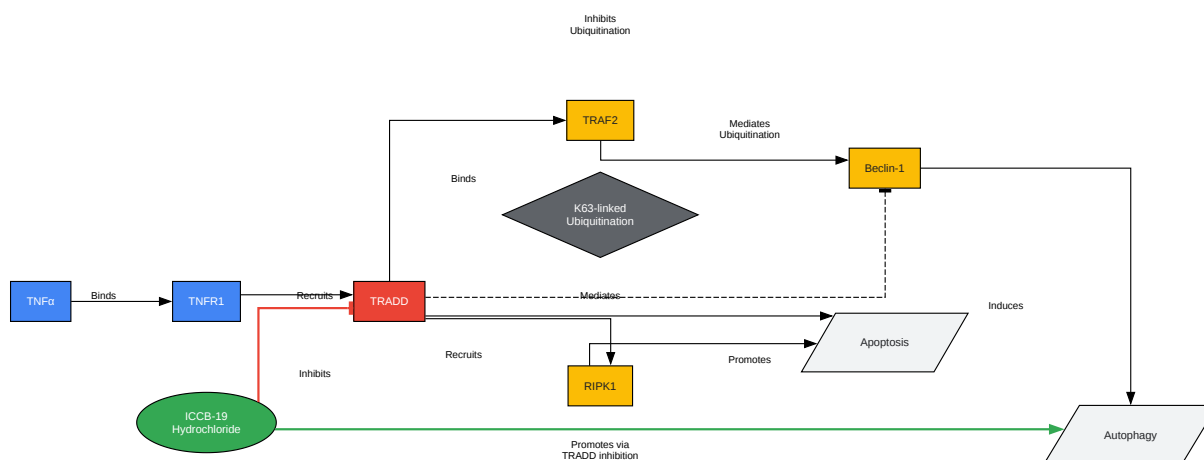 Inhibits
Ubiquitination
TRAF2
Mediates
Ubiquitination
Beclin-1
Binds
K63-linked
Ubiquitination
TNFα
Binds
TNFR1
Recruits
TRADD
Mediates
Induces
Apoptosis
Recruits
Promotes
Inhibits
RIPK1
ICCB-19
Hydrochloride
Promotes via
TRADD inhibition
Autophagy